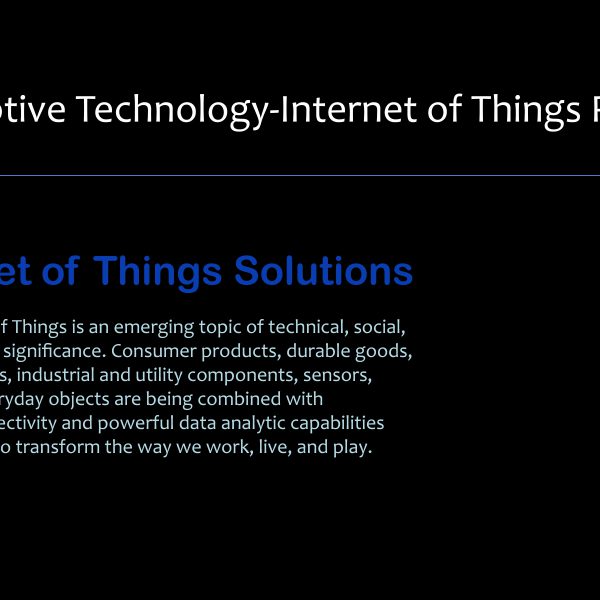 otive Technology-Internet of Things
et of Things Solutions
f Things is an emerging topic of technical, social,
significance. Consumer products, durable goods,
s, industrial and utility components, sensors,
ryday objects are being combined with
ectivity and powerful data analytic capabilities
o transform the way we work, live, and play.